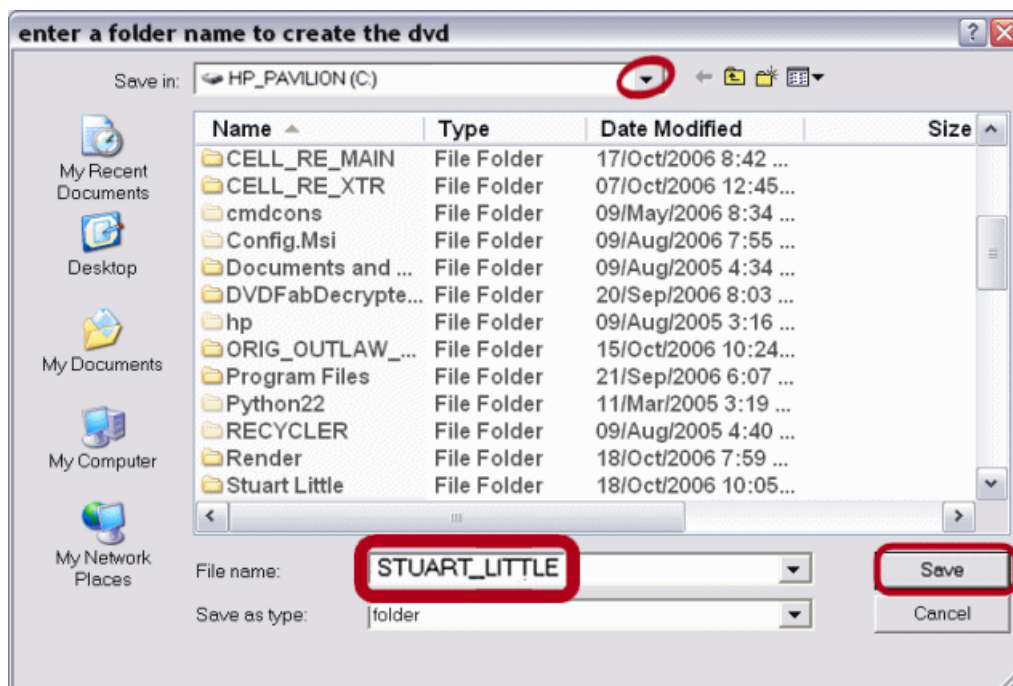 enter a folder name to create the dvd
Save in: HP_PAVILION (C:)
Name Type Date Modified Size
CELL_RE_MAIN File Folder 17/Oct/2006 8:42 ...
CELL_RE_XTR File Folder 07/Oct/2006 12:45...
cmdcons File Folder 09/May/2006 8:34 ...
Config.Msi File Folder 09/Aug/2006 7:55 ...
Documents and ... File Folder 09/Aug/2005 4:34 ...
DVDFabDecrypte... File Folder 20/Sep/2006 8:03 ...
hp File Folder 09/Aug/2005 3:16 ...
ORIG_OUTLAW_... File Folder 15/Oct/2006 10:24...
Program Files File Folder 21/Sep/2006 6:07 ...
Python22 File Folder 11/Mar/2005 3:19 ...
RECYCLER File Folder 09/Aug/2005 4:40 ...
Render File Folder 18/Oct/2006 7:59 ...
Stuart Little File Folder 18/Oct/2006 10:05...
My Recent
Documents
Desktop
My Documents
My Computer
My Network
Places
File name: STUART_LITTLE Save
Save as type: folder Cancel